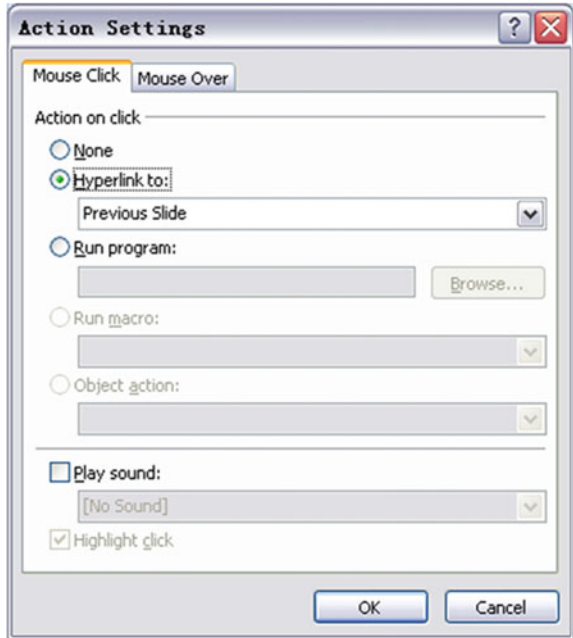 Action Settings
Mouse Click Mouse Over
Action on click
None
Hyperlink to:
Previous Slide
Run program:
Browse...
Run macro:
Object action:
Play sound:
[No Sound]
Highlight click
OK Cancel